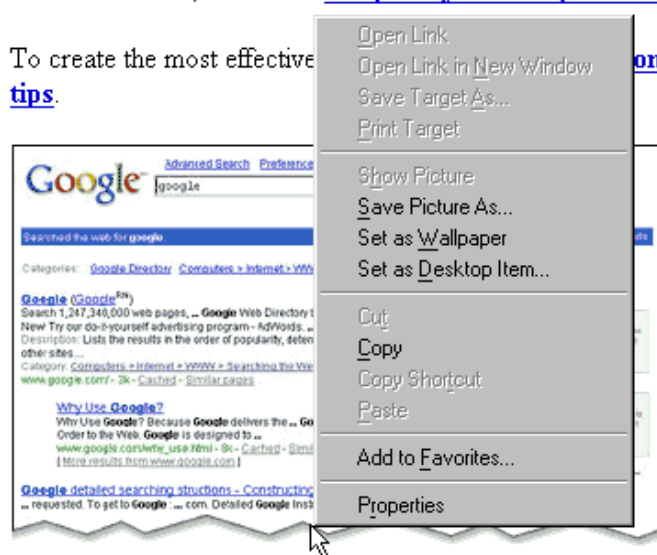 To create the most effective
on
tips.
Open Link
Open Link in New Window
Save Target As...
Print Target
Show Picture
Save Picture As...
Set as Wallpaper
Set as Desktop Item...
Cut
Copy
Copy Shortcut
Paste
Add to Favorites...
Properties
Google
Advanced Search Preference
google
Searched the web for google.
Categories: Google Directory Computers > Internet > WW
Google (Google
Search 1,247,340,000 web pages, ... Google Web Directory t
New! Try our do-it-yourself advertising program - AdWords. ..
Description: Lists the results in the order of popularity, deter
other sites...
Category: Computers > Internet > WWW > Searching the We
www.google.com/ - 3k - Cached - Similar pages
Why Use Google?
Why Use Google? Because Google delivers the ... Go
Order to the Web. Google is designed to ...
www.google.com/why_use.html - 8k - Cached - Simil
[ More results from www.google.com ]
Google detailed searching structions - Constructing
... requested. To get to Google : ... com. Detailed Google Inst